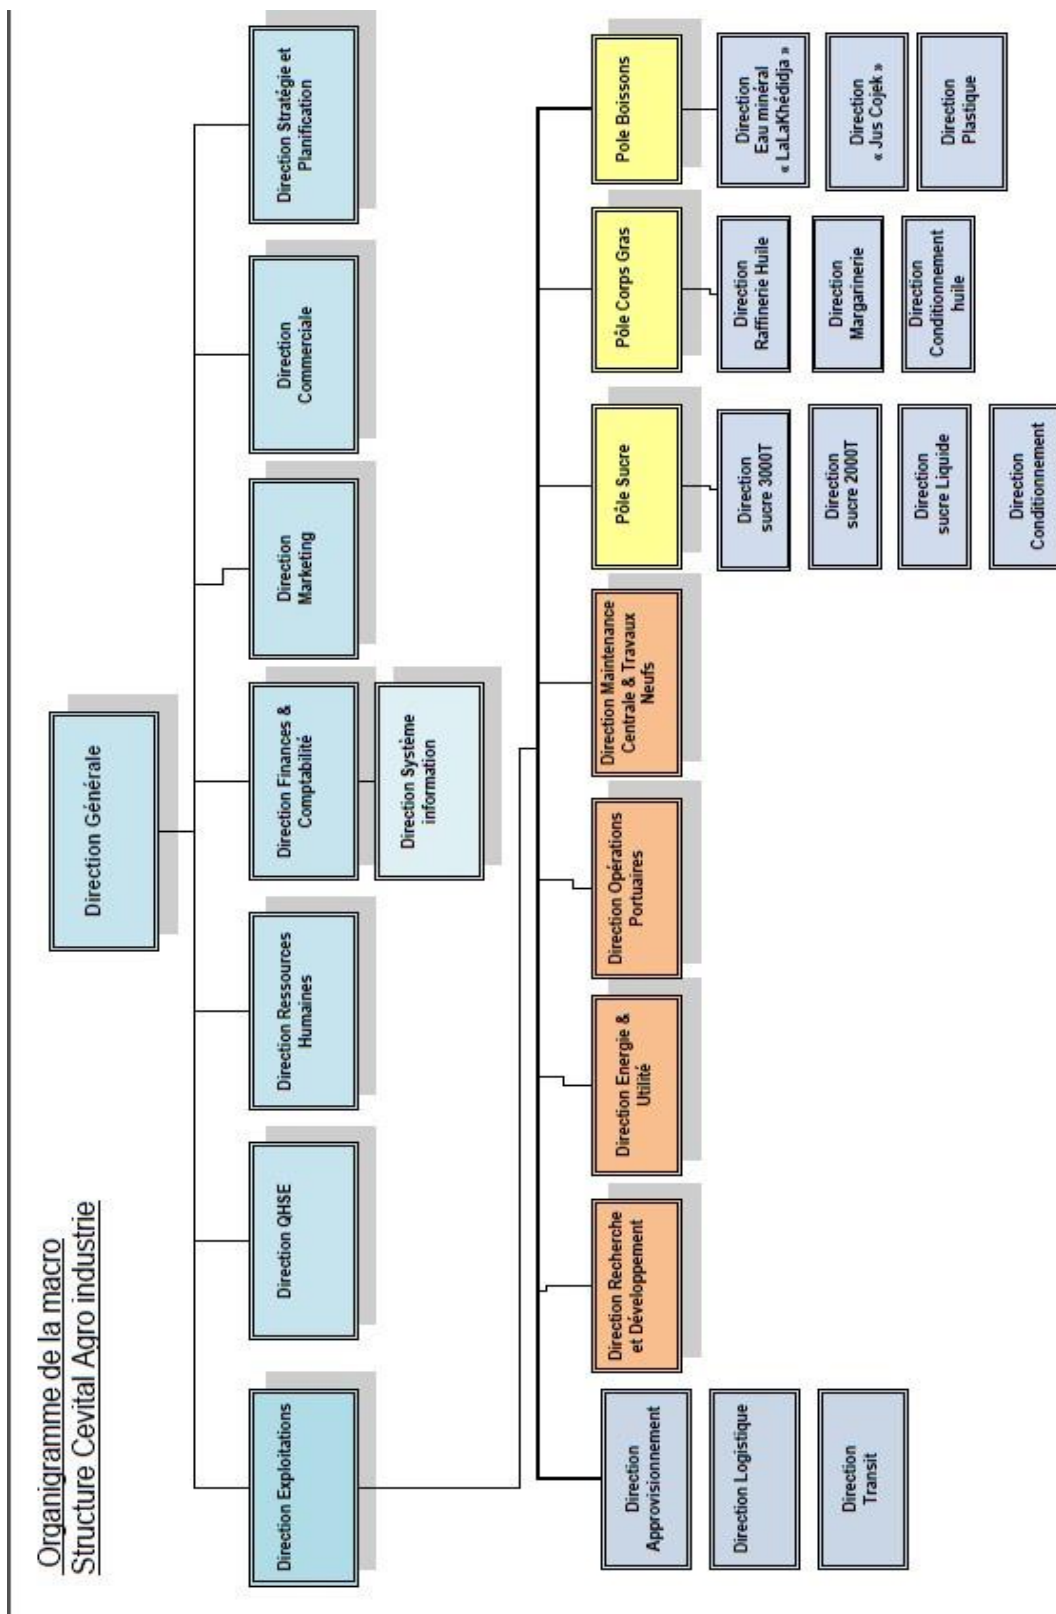 Organigramme de la macro
Structure Cevital Agro industrie
Direction Générale
Direction Exploitations
Direction QHSE
Direction Ressources
Humaines
Direction Finances &
Comptabilité
Direction Système
information
Direction
Marketing
Direction
Commerciale
Direction Stratégie et
Planification
Direction
Approvisionnement
Direction Logistique
Direction
Transit
Direction Recherche
et Développement
Direction Energie &
Utilité
Direction Opérations
Portuaires
Direction Maintenance
Centrale & Travaux
Neufs
Pôle Sucre
Direction
sucre 3000T
Direction
sucre 2000T
Direction
sucre Liquide
Direction
Conditionnement
Pôle Corps Gras
Direction
Raffinerie Huile
Direction
Margarinerie
Direction
Conditionnement
huile
Pole Boissons
Direction
Eau minéral
« LaLaKhédidja »
Direction
« Jus Cojek »
Direction
Plastique